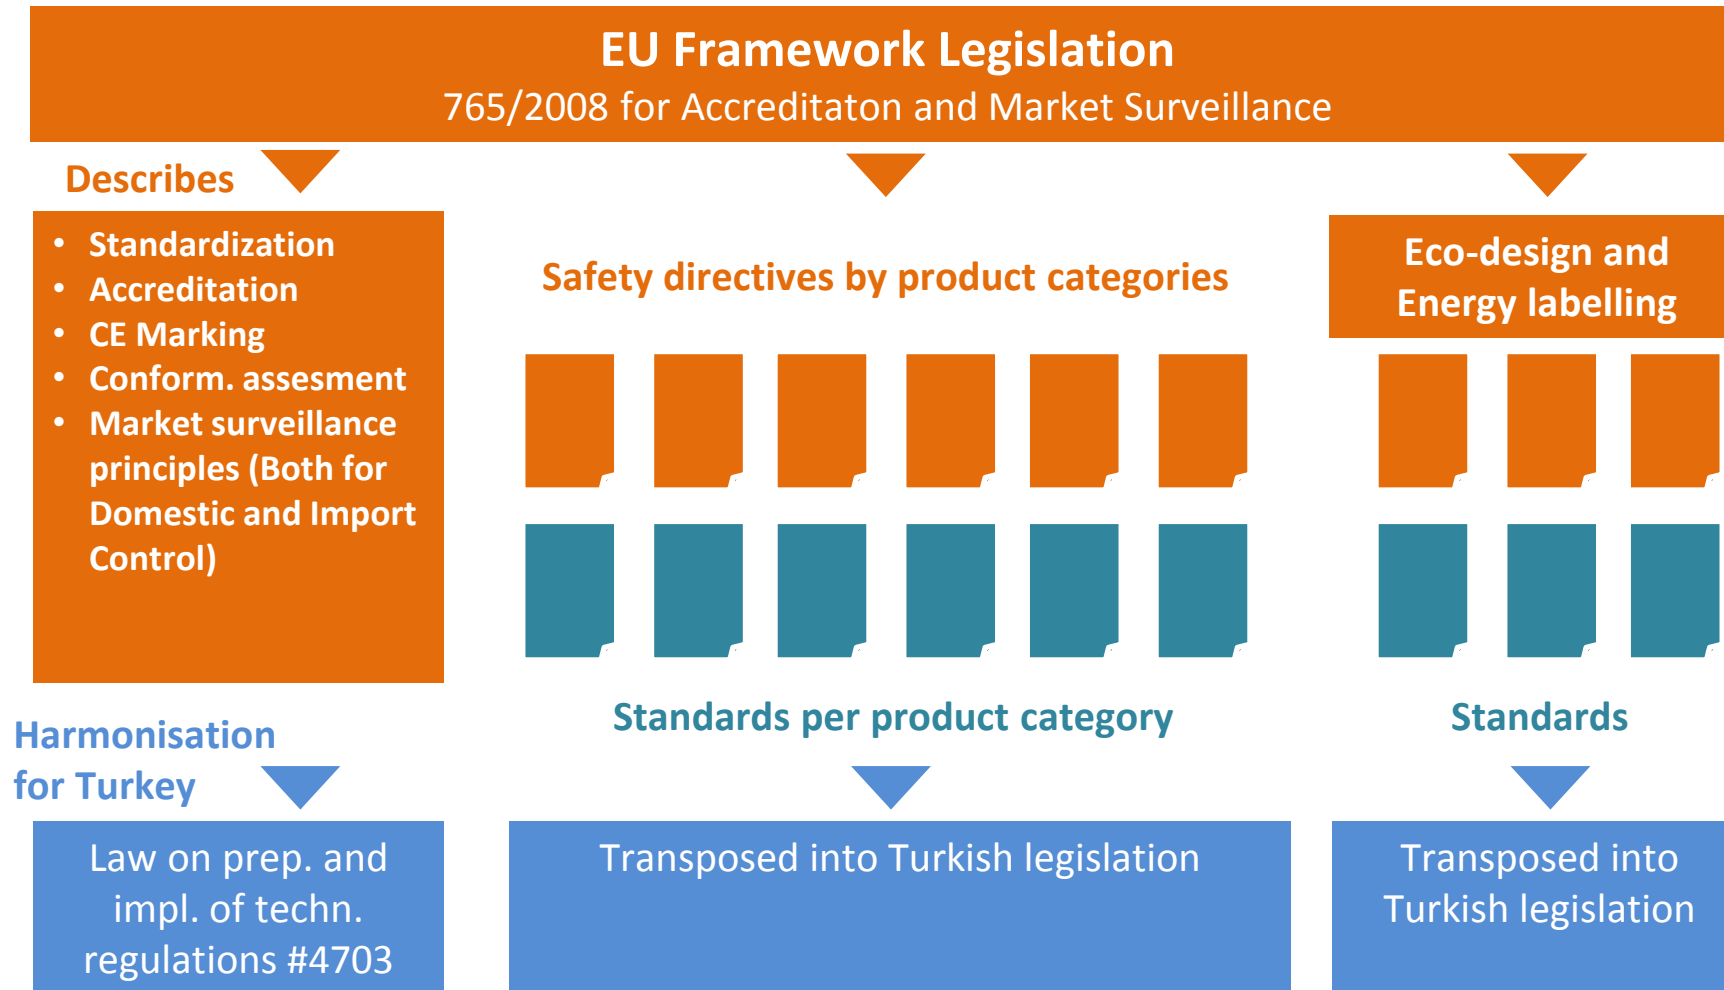 EU Framework Legislation
765/2008 for Accreditaton and Market Surveillance
Describes
• Standardization
• Accreditation
• CE Marking
• Conform. assesment
• Market surveillance
principles (Both for
Domestic and Import
Control)
Safety directives by product categories
Eco-design and
Energy labelling
Standards per product category
Standards
Harmonisation
for Turkey
Law on prep. and
impl. of techn.
regulations #4703
Transposed into Turkish legislation
Transposed into
Turkish legislation